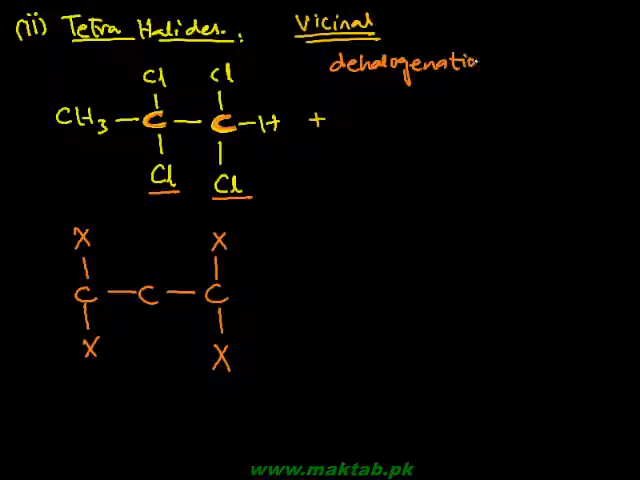 (ii) Tetra Halides. : Vicinal
dehalogenatio
Cl Cl
CH3 — C — C — H +
Cl Cl
X X
C — C — C
X X
www.maktab.pk